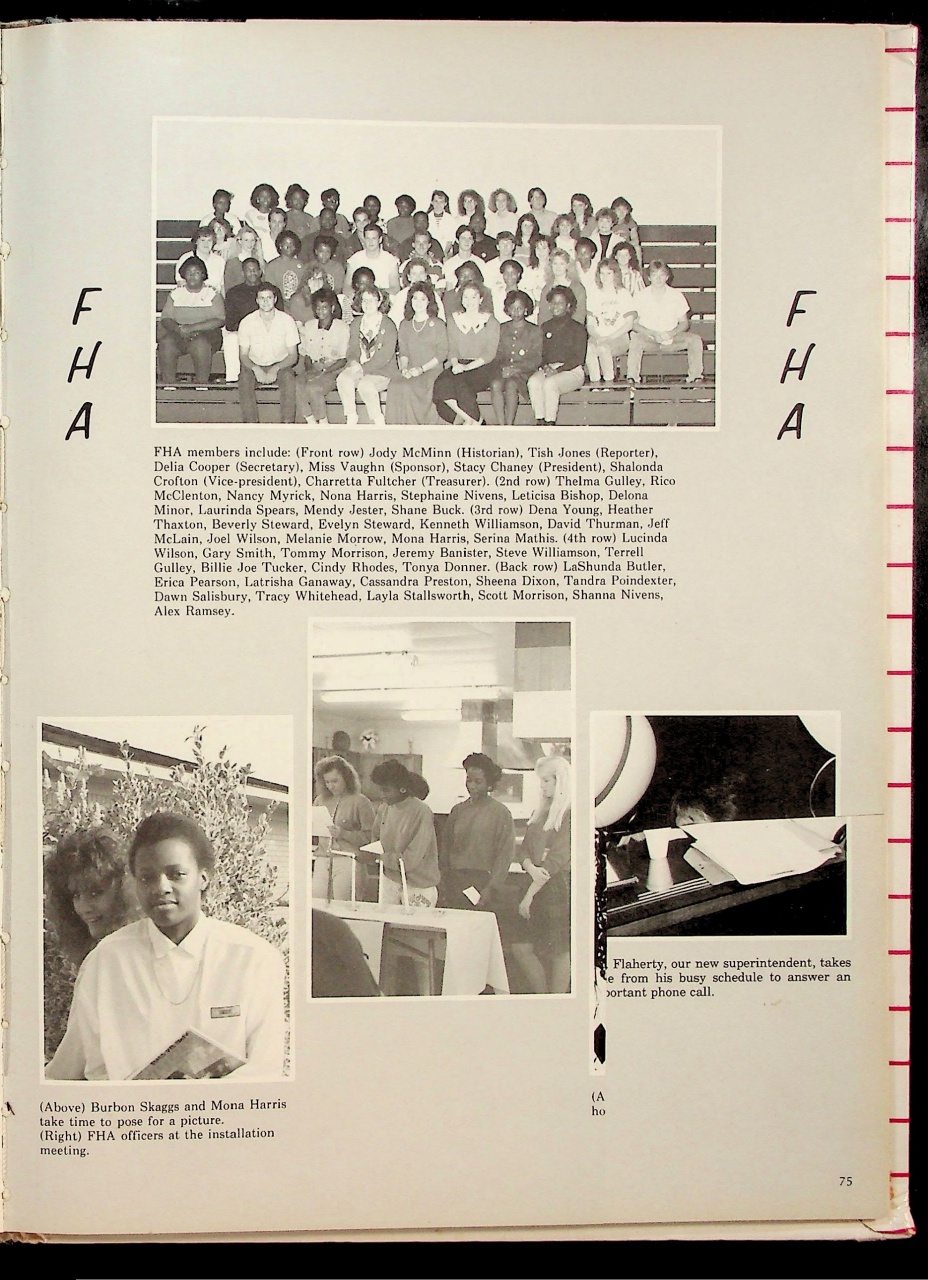 F
H
A
F
H
A
FHA members include: (Front row) Jody McMinn (Historian), Tish Jones (Reporter),
Delia Cooper (Secretary), Miss Vaughn (Sponsor), Stacy Chaney (President), Shalonda
Crofton (Vice-president), Charretta Fultcher (Treasurer). (2nd row) Thelma Gulley, Rico
McClenton, Nancy Myrick, Nona Harris, Stephaine Nivens, Leticisa Bishop, Delona
Minor, Laurinda Spears, Mendy Jester, Shane Buck. (3rd row) Dena Young, Heather
Thaxton, Beverly Steward, Evelyn Steward, Kenneth Williamson, David Thurman, Jeff
McLain, Joel Wilson, Melanie Morrow, Mona Harris, Serina Mathis. (4th row) Lucinda
Wilson, Gary Smith, Tommy Morrison, Jeremy Banister, Steve Williamson, Terrell
Gulley, Billie Joe Tucker, Cindy Rhodes, Tonya Donner. (Back row) LaShunda Butler,
Erica Pearson, Latrisha Ganaway, Cassandra Preston, Sheena Dixon, Tandra Poindexter,
Dawn Salisbury, Tracy Whitehead, Layla Stallsworth, Scott Morrison, Shanna Nivens,
Alex Ramsey.
Flaherty, our new superintendent, takes
e from his busy schedule to answer an
portant phone call.
(A
ho
(Above) Burbon Skaggs and Mona Harris
take time to pose for a picture.
(Right) FHA officers at the installation
meeting.
75